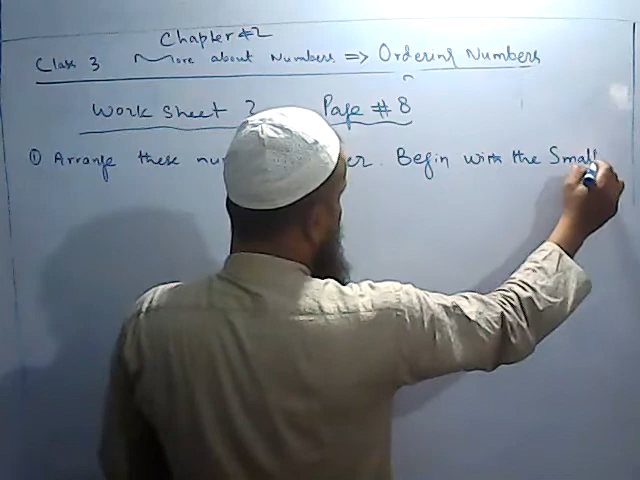 Chapter #2
Class 3 More about Numbers => Ordering Numbers
Work Sheet 2 Page # 8
① Arrange these Begin with the Small